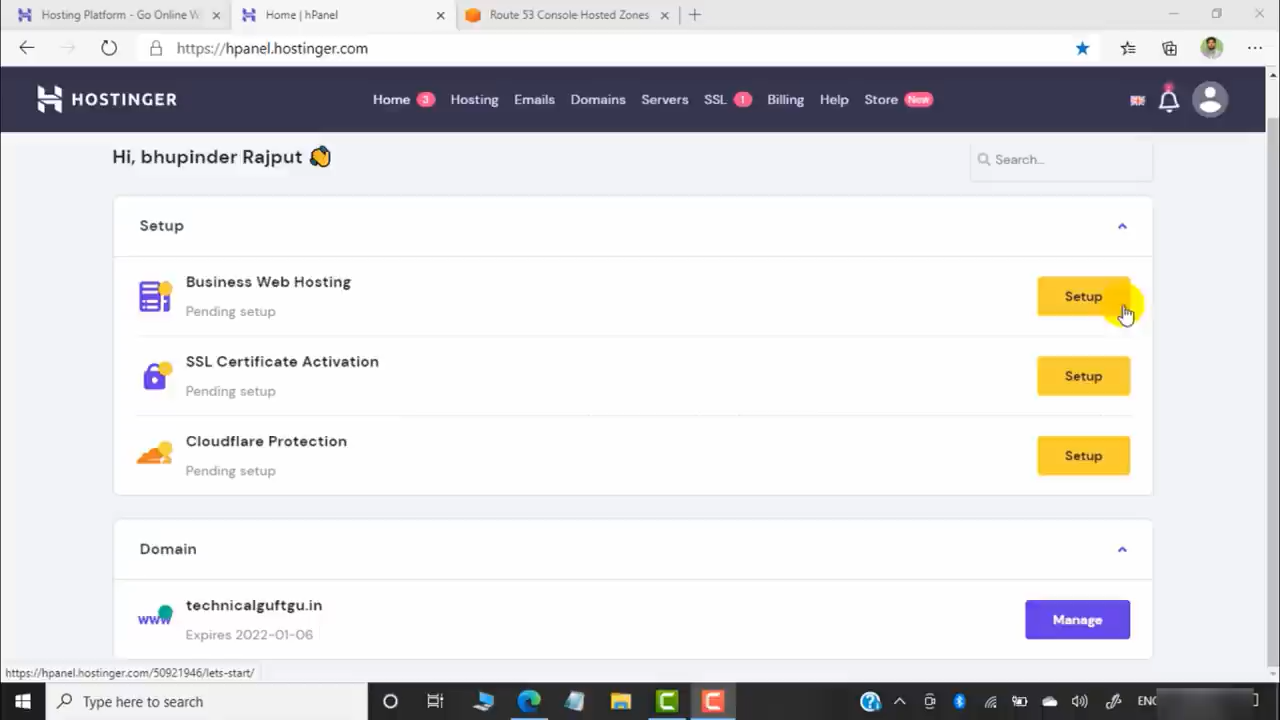 Hosting Platform - Go Online W
Home | hPanel
Route 53 Console Hosted Zones
https://hpanel.hostinger.com
HOSTINGER
Home 3
Hosting
Emails
Domains
Servers
SSL 1
Billing
Help
Store New
Hi, bhupinder Rajput
Search...
Setup
Business Web Hosting
Pending setup
Setup
SSL Certificate Activation
Pending setup
Setup
Cloudflare Protection
Pending setup
Setup
Domain
www
technicalguftgu.in
Expires 2022-01-06
Manage
https://hpanel.hostinger.com/50921946/lets-start/
Type here to search
ENG